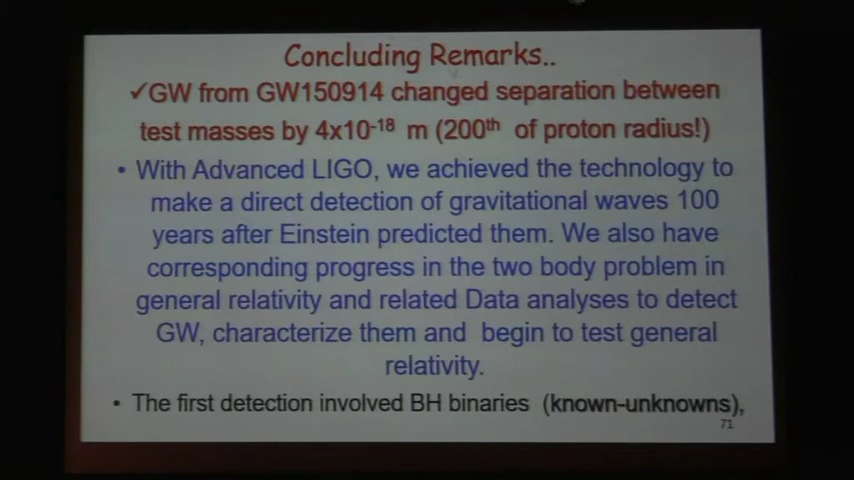 Concluding Remarks..
✓GW from GW150914 changed separation between
test masses by 4x10⁻¹⁸ m (200ᵗʰ of proton radius!)
• With Advanced LIGO, we achieved the technology to
make a direct detection of gravitational waves 100
years after Einstein predicted them. We also have
corresponding progress in the two body problem in
general relativity and related Data analyses to detect
GW, characterize them and begin to test general
relativity.
• The first detection involved BH binaries (known-unknowns),
71